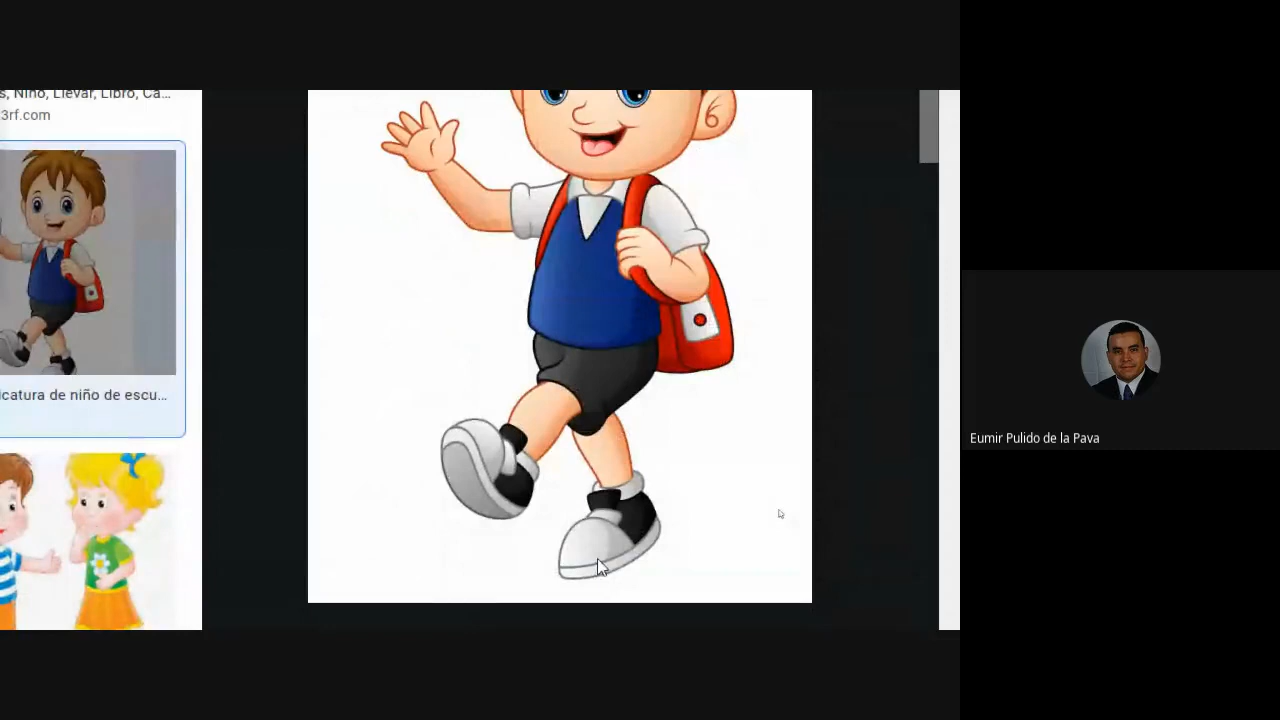 s, Niño, Llevar, Libro, Ca...
3rf.com
icatura de niño de escu...
Eumir Pulido de la Pava